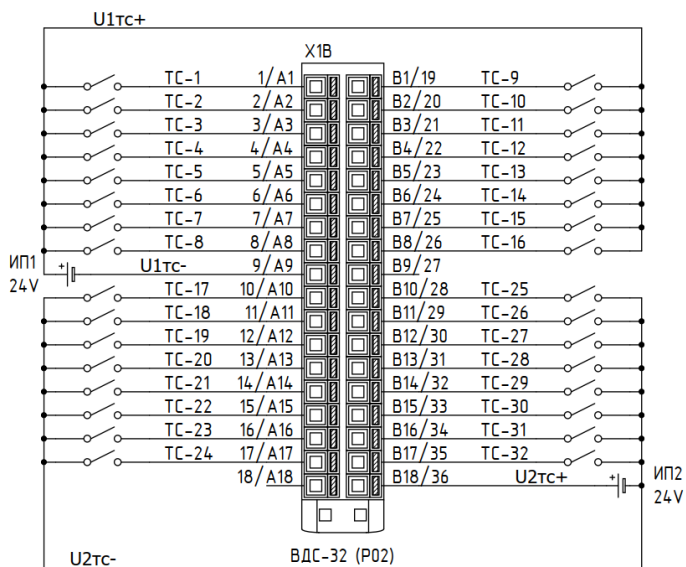 U1тс+
X1B
ТС-1 1/A1 B1/19 ТС-9
ТС-2 2/A2 B2/20 ТС-10
ТС-3 3/A3 B3/21 ТС-11
ТС-4 4/A4 B4/22 ТС-12
ТС-5 5/A5 B5/23 ТС-13
ТС-6 6/A6 B6/24 ТС-14
ТС-7 7/A7 B7/25 ТС-15
ТС-8 8/A8 B8/26 ТС-16
ИП1 + U1тс- 9/A9 B9/27
24V
ТС-17 10/A10 B10/28 ТС-25
ТС-18 11/A11 B11/29 ТС-26
ТС-19 12/A12 B12/30 ТС-27
ТС-20 13/A13 B13/31 ТС-28
ТС-21 14/A14 B14/32 ТС-29
ТС-22 15/A15 B15/33 ТС-30
ТС-23 16/A16 B16/34 ТС-31
ТС-24 17/A17 B17/35 ТС-32
18/A18 B18/36 U2тс+ + ИП2
24V
U2тс- ВДС-32 (Р02)